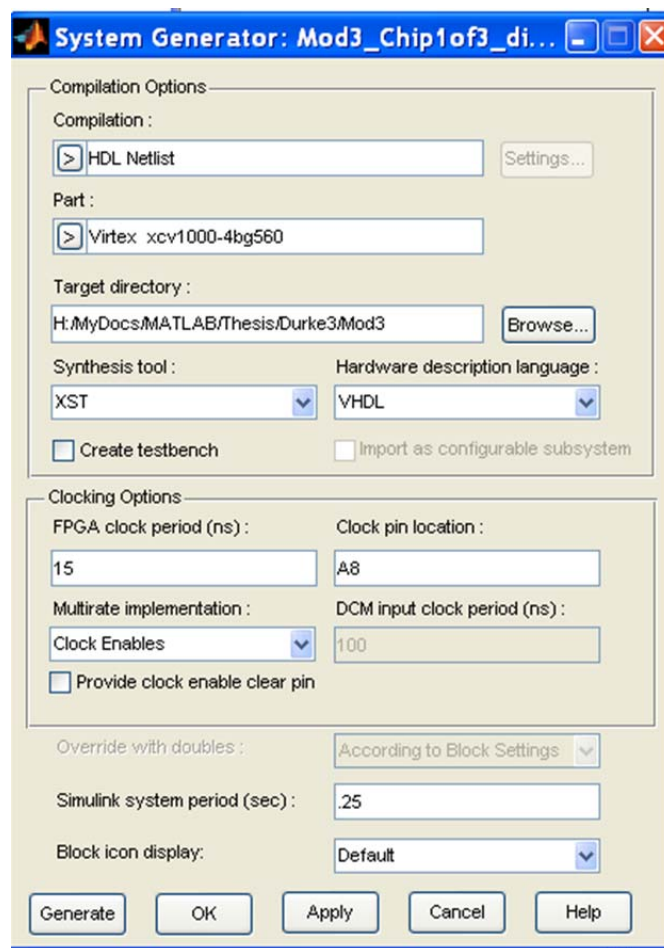 System Generator: Mod3_Chip1of3_di...
Compilation Options
Compilation :
> HDL Netlist
Settings...
Part :
> Virtex xcv1000-4bg560
Target directory :
H:/MyDocs/MATLAB/Thesis/Durke3/Mod3
Browse...
Synthesis tool : Hardware description language :
XST VHDL
Create testbench Import as configurable subsystem
Clocking Options
FPGA clock period (ns) : Clock pin location :
15 A8
Multirate implementation : DCM input clock period (ns) :
Clock Enables 100
Provide clock enable clear pin
Override with doubles : According to Block Settings
Simulink system period (sec) : .25
Block icon display: Default
Generate OK Apply Cancel Help